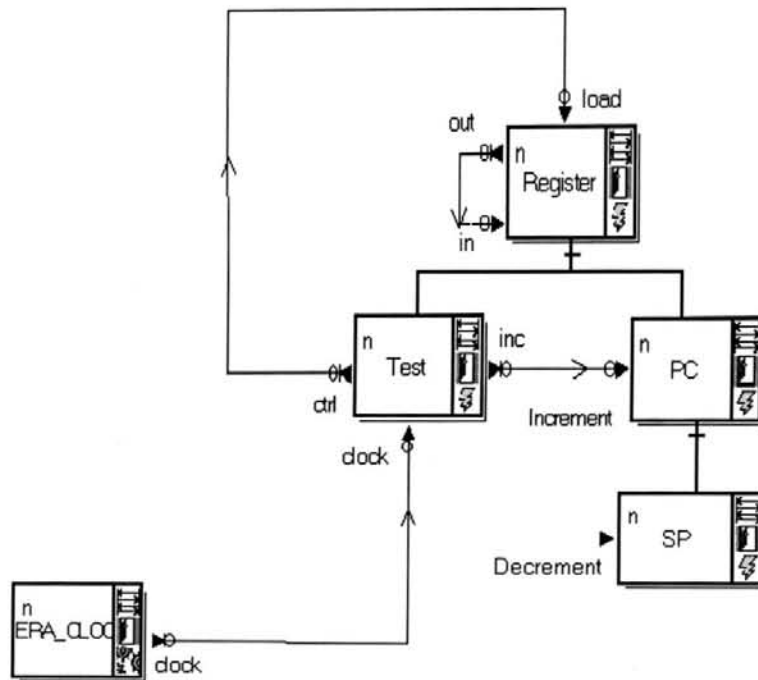 load
out
n
Register
in
n
Test
inc
n
PC
ctrl
Increment
clock
n
SP
Decrement
n
ERA_CLOC
clock